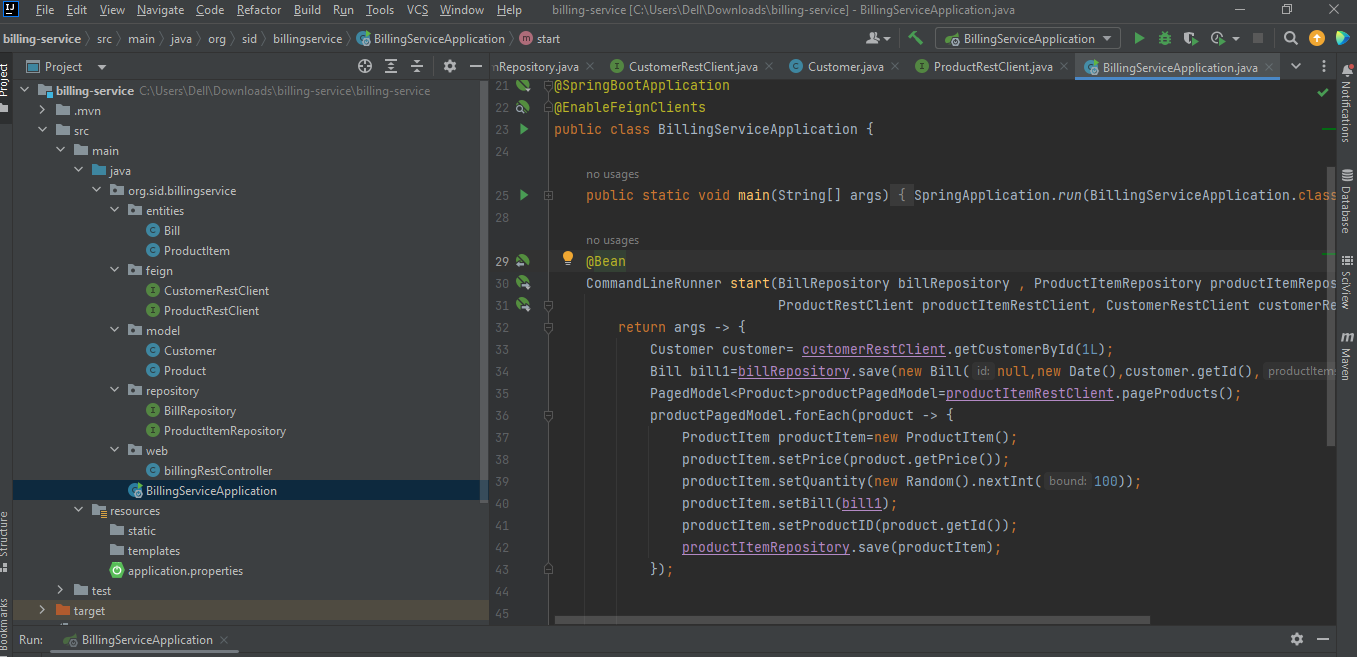 File Edit View Navigate Code Refactor Build Run Tools VCS Window Help billing-service [C:\Users\Dell\Downloads\billing-service] - BillingServiceApplication.java
billing-service src main java org sid billingservice BillingServiceApplication start
BillingServiceApplication
Project
Project
nRepository.java CustomerRestClient.java Customer.java ProductRestClient.java BillingServiceApplication.java
billing-service C:\Users\Dell\Downloads\billing-service\billing-service
.mvn
src
main
java
org.sid.billingservice
entities
Bill
ProductItem
feign
CustomerRestClient
ProductRestClient
model
Customer
Product
repository
BillRepository
ProductItemRepository
web
billingRestController
BillingServiceApplication
resources
static
templates
application.properties
test
target
21 @SpringBootApplication
22 @EnableFeignClients
23 public class BillingServiceApplication {
24
no usages
25 public static void main(String[] args) { SpringApplication.run(BillingServiceApplication.class
28
no usages
29 @Bean
30 CommandLineRunner start(BillRepository billRepository , ProductItemRepository productItemRepos
31 ProductRestClient productItemRestClient, CustomerRestClient customerRe
32 return args -> {
33 Customer customer= customerRestClient.getCustomerById(1L);
34 Bill bill1=billRepository.save(new Bill( id: null,new Date(),customer.getId(), productItems
35 PagedModel<Product>productPagedModel=productItemRestClient.pageProducts();
36 productPagedModel.forEach(product -> {
37 ProductItem productItem=new ProductItem();
38 productItem.setPrice(product.getPrice());
39 productItem.setQuantity(new Random().nextInt( bound: 100));
40 productItem.setBill(bill1);
41 productItem.setProductID(product.getId());
42 productItemRepository.save(productItem);
43 });
44
45
Notifications
Database
SciView
m Maven
Structure
Bookmarks
Run: BillingServiceApplication